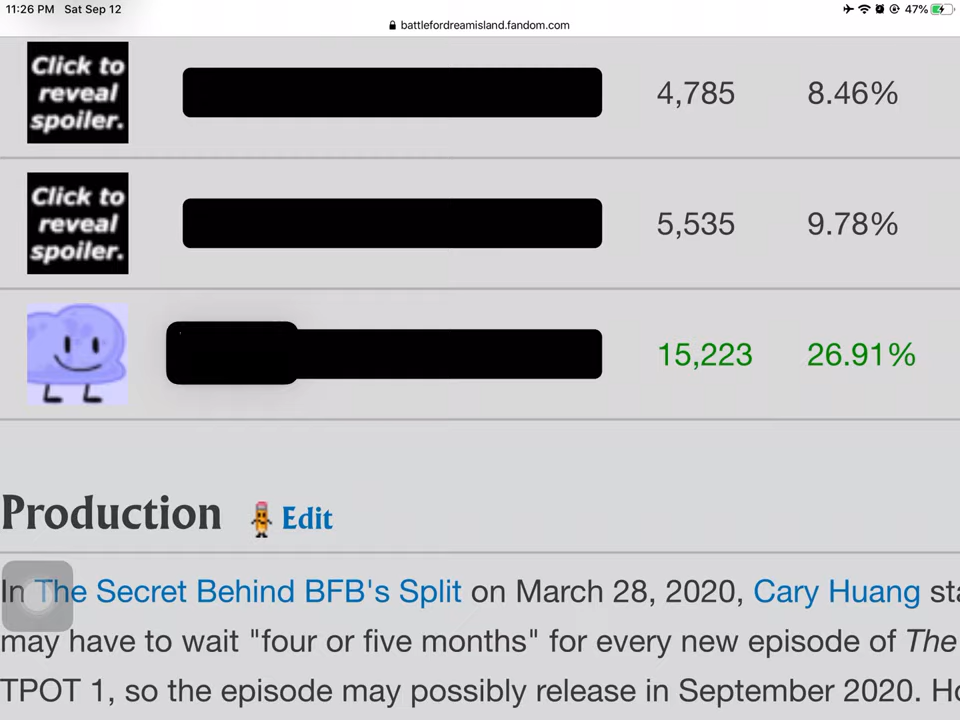 11:26 PM Sat Sep 12 47%
battlefordreamisland.fandom.com
Click to
reveal
spoiler.
4,785 8.46%
Click to
reveal
spoiler.
5,535 9.78%
15,223 26.91%
Production Edit
In The Secret Behind BFB's Split on March 28, 2020, Cary Huang sta
may have to wait "four or five months" for every new episode of The
TPOT 1, so the episode may possibly release in September 2020. Ho